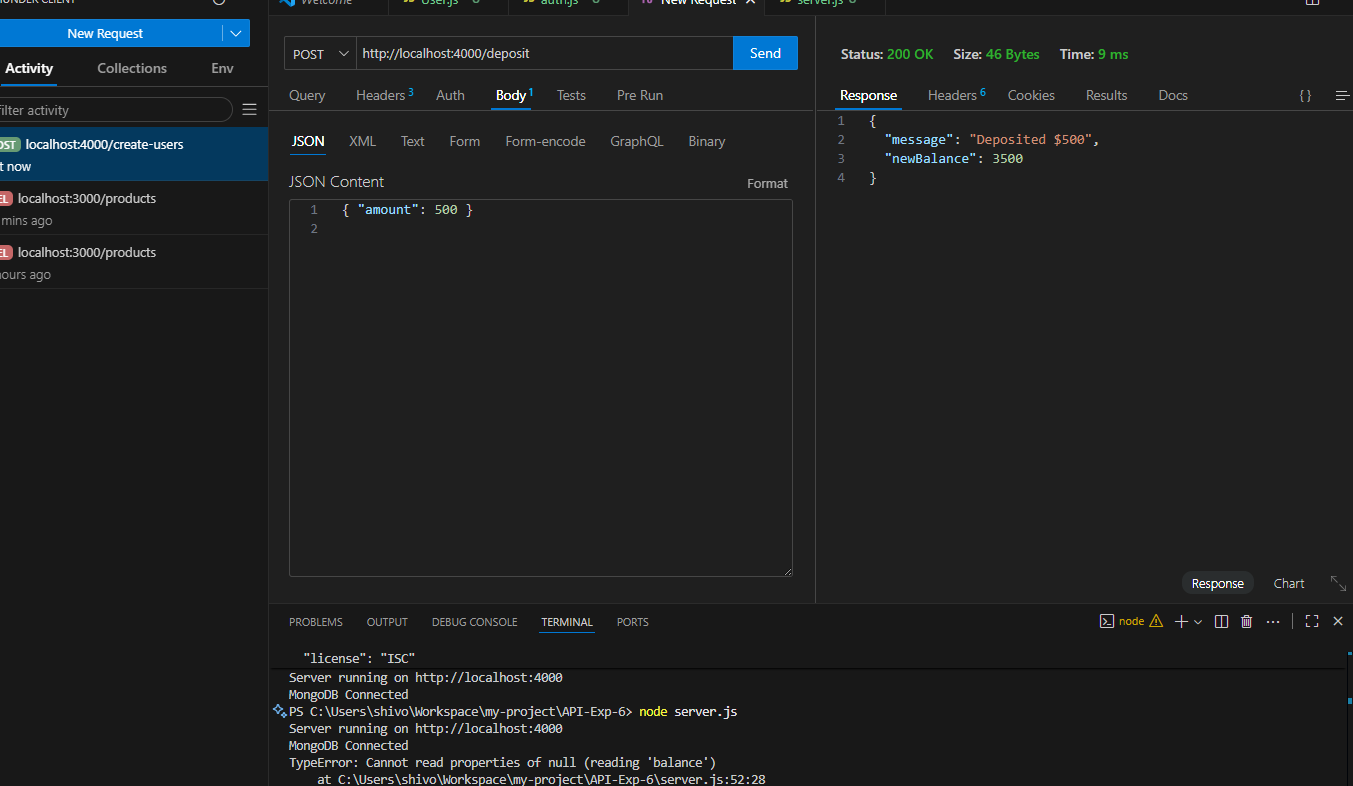 HUNDER CLIENT
New Request
Activity Collections Env
filter activity
OST localhost:4000/create-users
t now
EL localhost:3000/products
mins ago
EL localhost:3000/products
hours ago
Welcome User.js 6 auth.js 6 New Request server.js 6
POST http://localhost:4000/deposit Send
Query Headers 3 Auth Body 1 Tests Pre Run
JSON XML Text Form Form-encode GraphQL Binary
JSON Content Format
1 { "amount": 500 }
2
Status: 200 OK Size: 46 Bytes Time: 9 ms
Response Headers 6 Cookies Results Docs { }
1 {
2 "message": "Deposited $500",
3 "newBalance": 3500
4 }
Response Chart
PROBLEMS OUTPUT DEBUG CONSOLE TERMINAL PORTS node
"license": "ISC"
Server running on http://localhost:4000
MongoDB Connected
PS C:\Users\shivo\Workspace\my-project\API-Exp-6> node server.js
Server running on http://localhost:4000
MongoDB Connected
TypeError: Cannot read properties of null (reading 'balance')
at C:\Users\shivo\Workspace\my-project\API-Exp-6\server.js:52:28